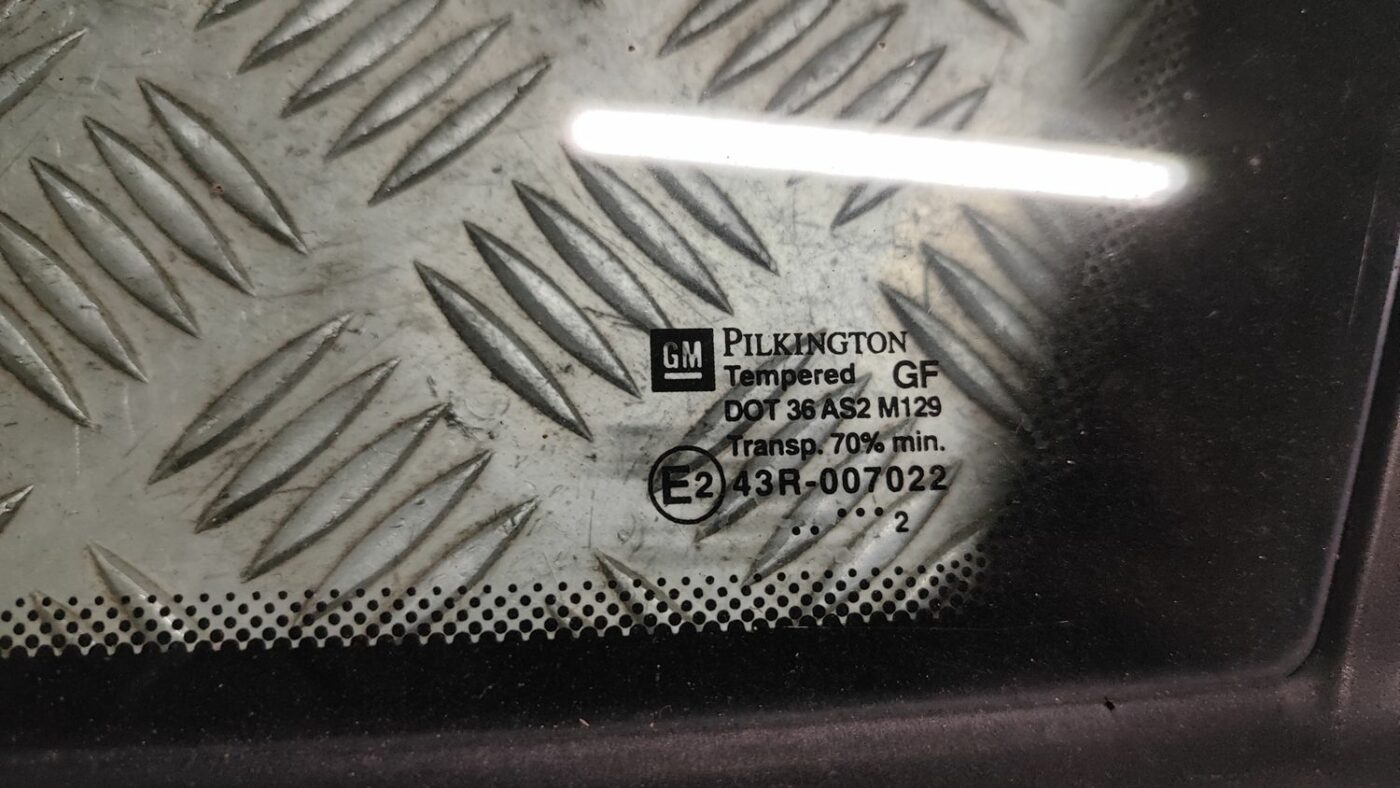 GM PILKINGTON
Tempered GF
DOT 36 AS2 M129
Transp. 70% min.
E2 43R-007022
.. ... 2